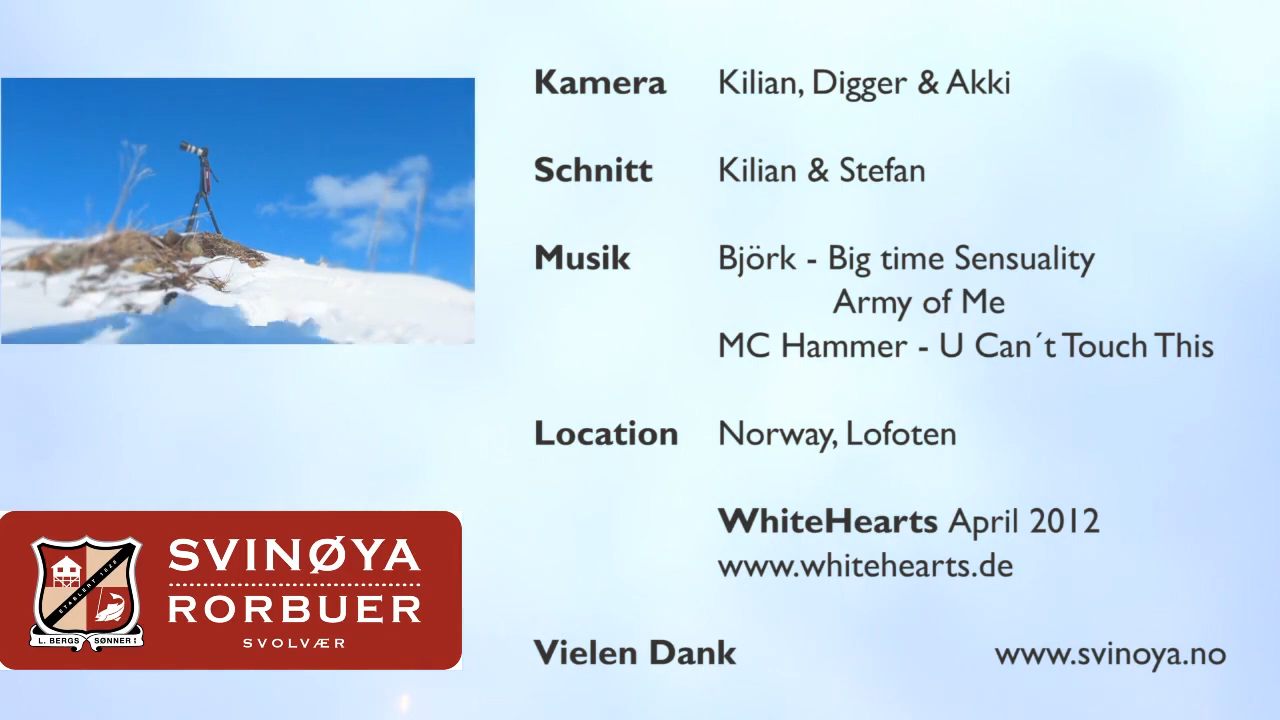 Kamera Kilian, Digger & Akki
Schnitt Kilian & Stefan
Musik Björk - Big time Sensuality
Army of Me
MC Hammer - U Can´t Touch This
Location Norway, Lofoten
WhiteHearts April 2012
www.whitehearts.de
Vielen Dank www.svinoya.no
SVINØYA
RORBUER
SVOLVÆR
ETABLERT 1828
L. BERGS SØNNER